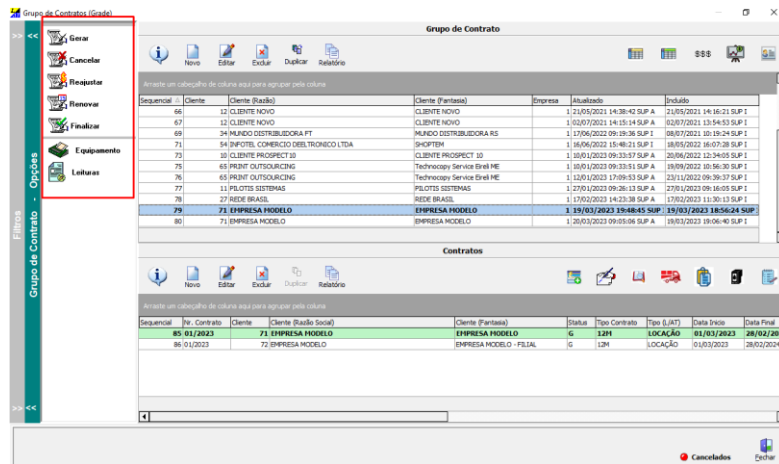 Grupo de Contratos (Grade)
Grupo de Contrato
>> <<
Gerar
Cancelar
Reajustar
Renovar
Finalizar
Equipamento
Leituras
Filtros
Grupo de Contrato - Opções
Novo Editar Excluir Duplicar Relatório
$$$
Arraste um cabeçalho de coluna aqui para agrupar pela coluna
Sequencial Cliente Cliente (Razão) Cliente (Fantasia) Empresa Atualizado Incluído
66 12 CLIENTE NOVO CLIENTE NOVO 1 21/05/2021 14:38:42 SUP A 21/05/2021 14:16:21 SUP I
67 12 CLIENTE NOVO CLIENTE NOVO 1 02/07/2021 14:15:14 SUP A 02/07/2021 13:54:53 SUP I
69 34 MUNDO DISTRIBUIDORA FT MUNDO DISTRIBUIDORA RS 1 17/06/2022 09:19:36 SUP I 08/07/2021 10:19:24 SUP I
71 54 INFOTEL COMERCIO DEELTRONICO LTDA SHOPTEM 1 16/06/2022 15:48:21 SUP I 18/05/2022 16:07:28 SUP I
73 10 CLIENTE PROSPECT 10 CLIENTE PROSPECT 10 1 10/01/2023 09:33:57 SUP A 20/06/2022 12:34:05 SUP I
75 65 PRINT OUTSOURCING Technocopy Service Eireli ME 1 10/01/2023 09:33:51 SUP A 19/09/2022 10:56:30 SUP I
76 65 PRINT OUTSOURCING Technocopy Service Eireli ME 1 12/01/2023 17:09:53 SUP A 23/11/2022 09:39:37 SUP I
77 11 PILOTIS SISTEMAS PILOTIS SISTEMAS 1 27/01/2023 09:26:13 SUP A 27/01/2023 09:16:05 SUP I
78 27 REDE BRASIL REDE BRASIL 1 17/02/2023 14:23:38 SUP A 17/02/2023 11:30:13 SUP I
79 71 EMPRESA MODELO EMPRESA MODELO 1 19/03/2023 19:48:45 SUP 19/03/2023 18:56:24 SUP
80 71 EMPRESA MODELO EMPRESA MODELO 1 20/03/2023 09:05:06 SUP A 19/03/2023 19:06:40 SUP I
Contratos
Novo Editar Excluir Duplicar Relatório
Arraste um cabeçalho de coluna aqui para agrupar pela coluna
Sequencial Nr. Contrato Cliente Cliente (Razão Social) Cliente (Fantasia) Status Tipo Contrato Tipo (L/AT) Data Inicio Data Final
85 01/2023 71 EMPRESA MODELO EMPRESA MODELO G 12M LOCAÇÃO 01/03/2023 28/02/20
86 01/2023 72 EMPRESA MODELO EMPRESA MODELO - FILIAL G 12M LOCAÇÃO 01/03/2023 28/02/2024
>> <<
Cancelados Fechar